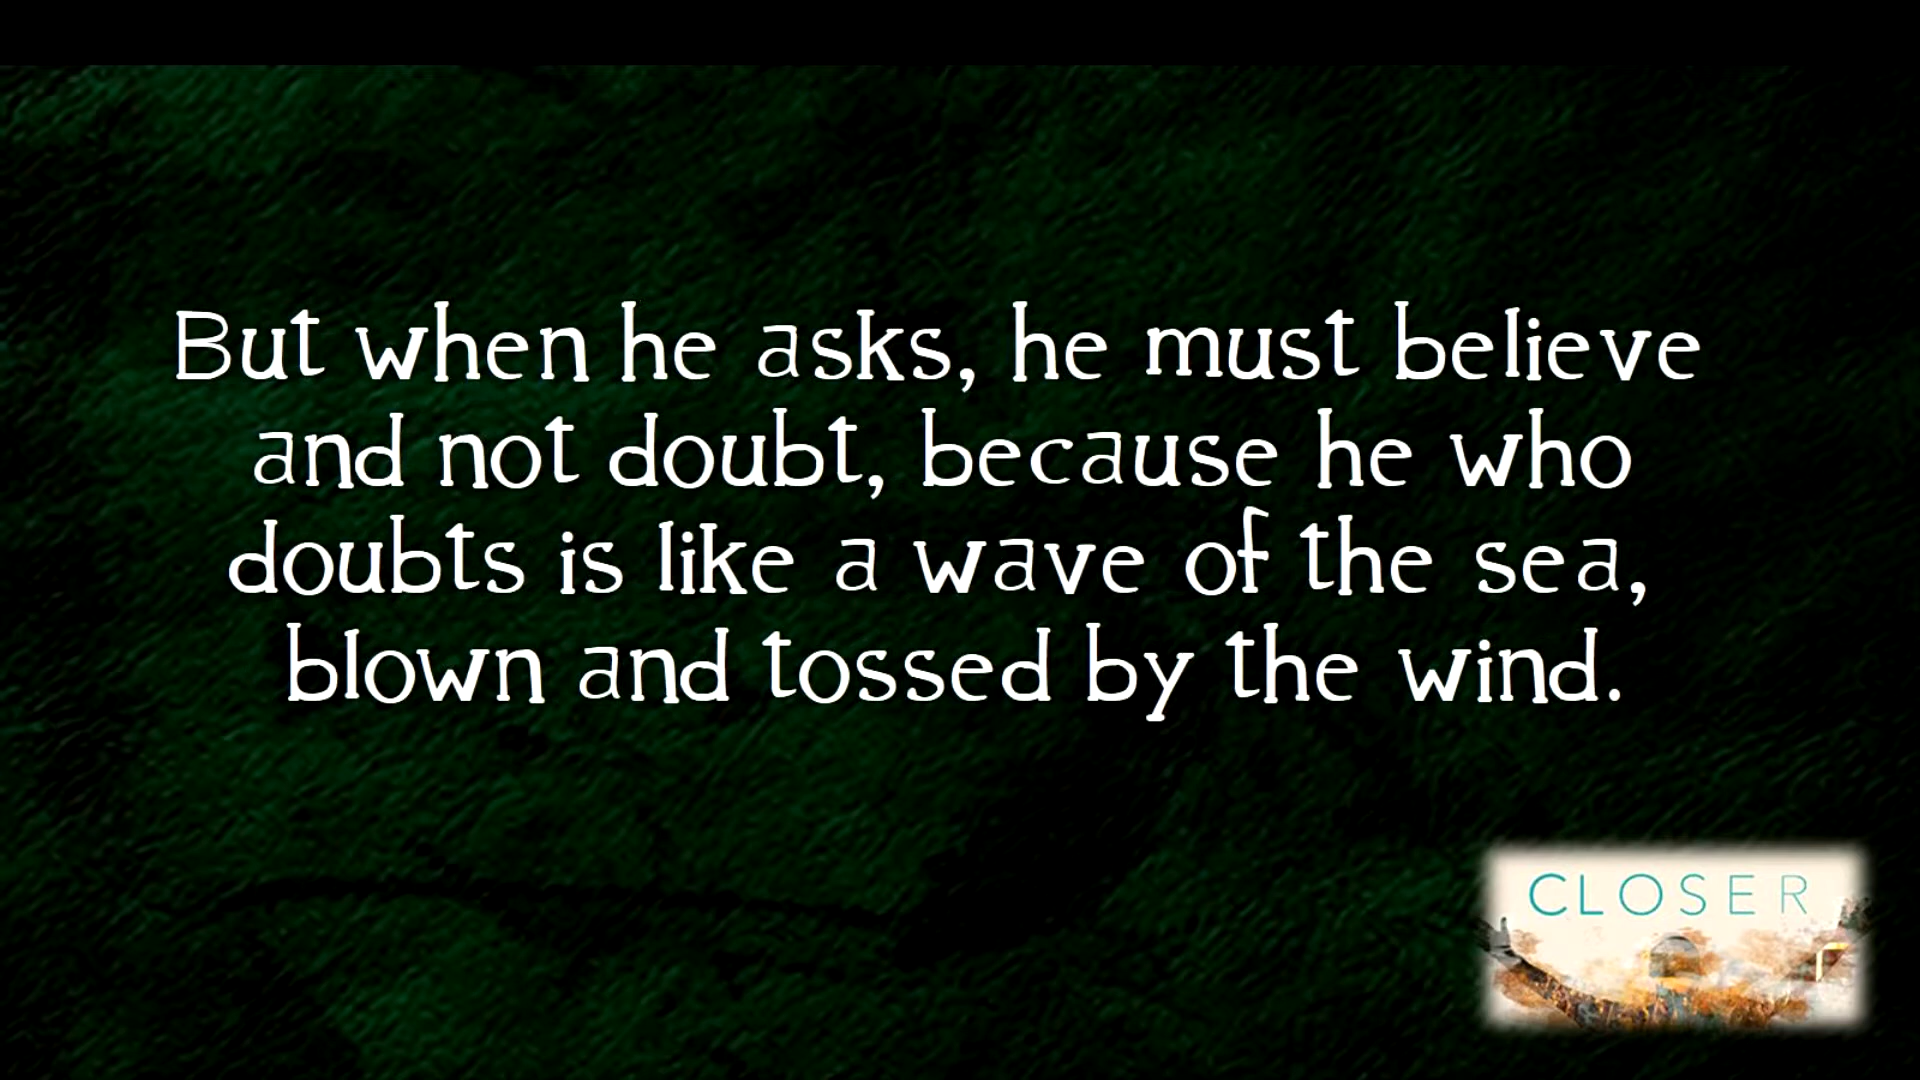 But when he asks, he must believe
and not doubt, because he who
doubts is like a wave of the sea,
blown and tossed by the wind.
CLOSER